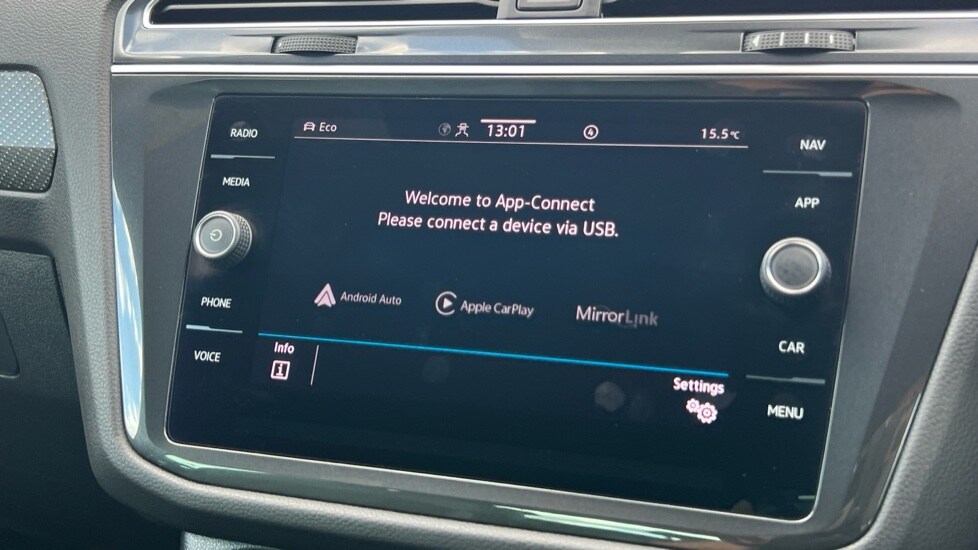 RADIO
MEDIA
PHONE
VOICE
Eco
13:01
15.5°C
Welcome to App-Connect
Please connect a device via USB.
Android Auto
Apple CarPlay
MirrorLink
Info
Settings
NAV
APP
CAR
MENU